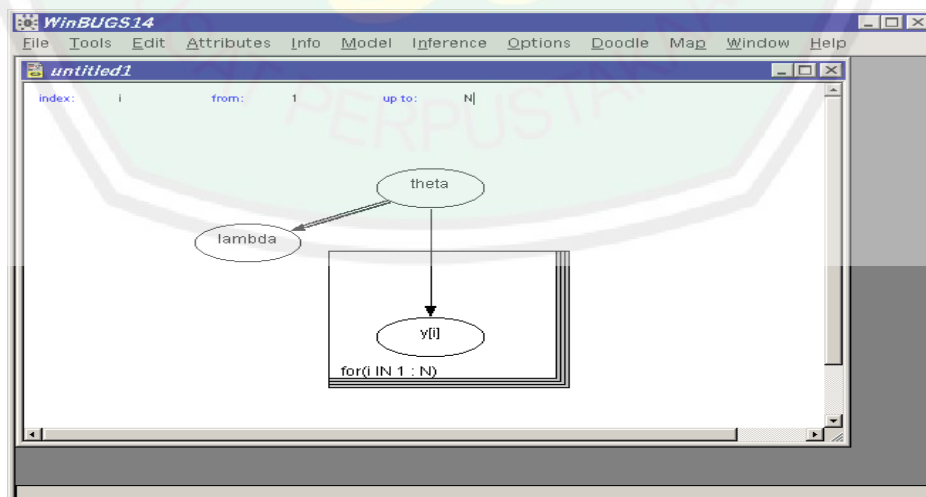 WinBUGS14
File Tools Edit Attributes Info Model Inference Options Doodle Map Window Help
untitled1
index: i from: 1 up to: N
PERPUSTAKA
theta
lambda
y[i]
for(i IN 1 : N)